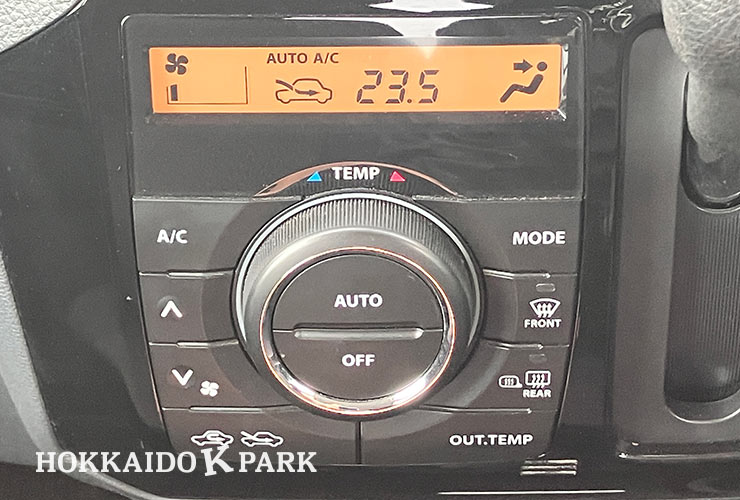 AUTO A/C
23.5
TEMP
A/C
MODE
AUTO
FRONT
OFF
REAR
OUT.TEMP
HOKKAIDO K PARK